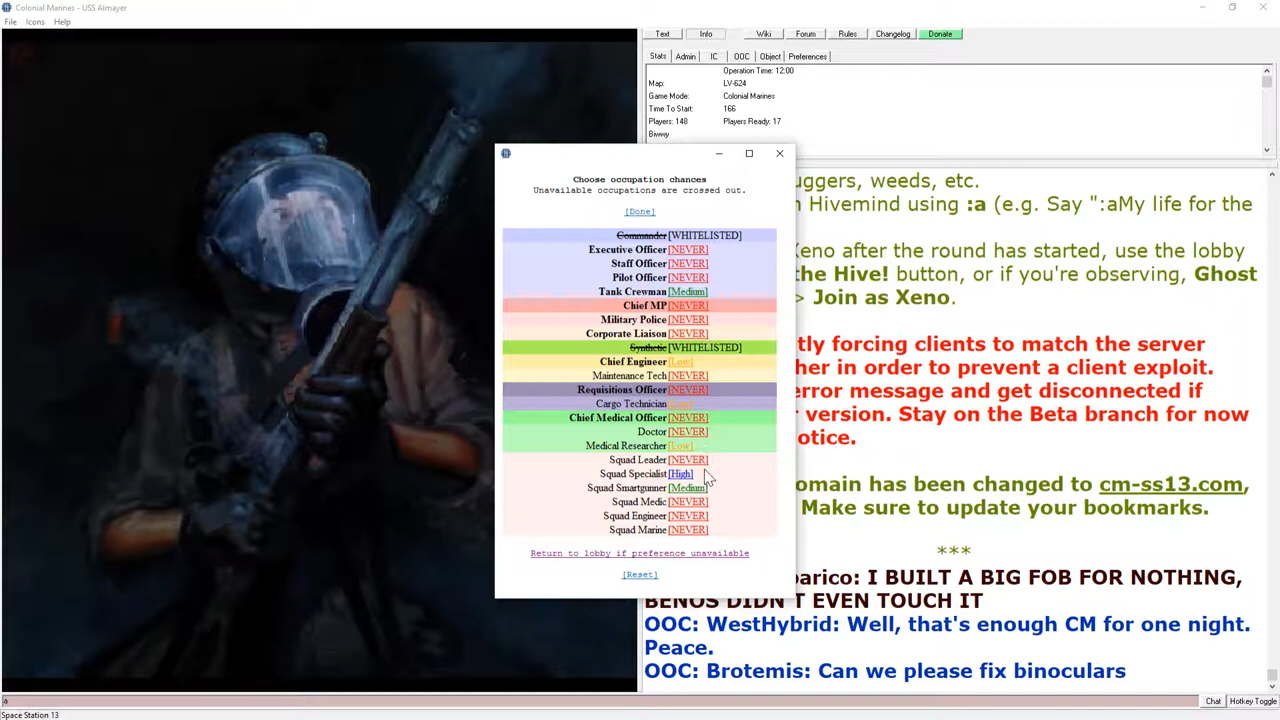 Colonial Marines - USS Almayer
File Icons Help
Text Info Wiki Forum Rules Changelog Donate
Stats Admin IC OOC Object Preferences
Operation Time: 12:00
Map: LV-624
Game Mode: Colonial Marines
Time To Start: 166
Players: 148 Players Ready: 17
Biwwy
Choose occupation chances
Unavailable occupations are crossed out.
[Done]
Commander [WHITELISTED]
Executive Officer [NEVER]
Staff Officer [NEVER]
Pilot Officer [NEVER]
Tank Crewman [Medium]
Chief MP [NEVER]
Military Police [NEVER]
Corporate Liaison [NEVER]
Synthetic [WHITELISTED]
Chief Engineer [Low]
Maintenance Tech [NEVER]
Requisitions Officer [NEVER]
Cargo Technician [Low]
Chief Medical Officer [NEVER]
Doctor [NEVER]
Medical Researcher [Low]
Squad Leader [NEVER]
Squad Specialist [High]
Squad Smartgunner [Medium]
Squad Medic [NEVER]
Squad Engineer [NEVER]
Squad Marine [NEVER]
Return to lobby if preference unavailable
[Reset]
uggers, weeds, etc.
n Hivemind using :a (e.g. Say ":aMy life for the
Xeno after the round has started, use the lobby
the Hive! button, or if you're observing, Ghost
> Join as Xeno.
tly forcing clients to match the server
her in order to prevent a client exploit.
error message and get disconnected if
r version. Stay on the Beta branch for now
otice.
omain has been changed to cm-ss13.com,
Make sure to update your bookmarks.
***
parico: I BUILT A BIG FOB FOR NOTHING,
BENOS DIDN'T EVEN TOUCH IT
OOC: WestHybrid: Well, that's enough CM for one night.
Peace.
OOC: Brotemis: Can we please fix binoculars
a
Chat Hotkey Toggle
Space Station 13